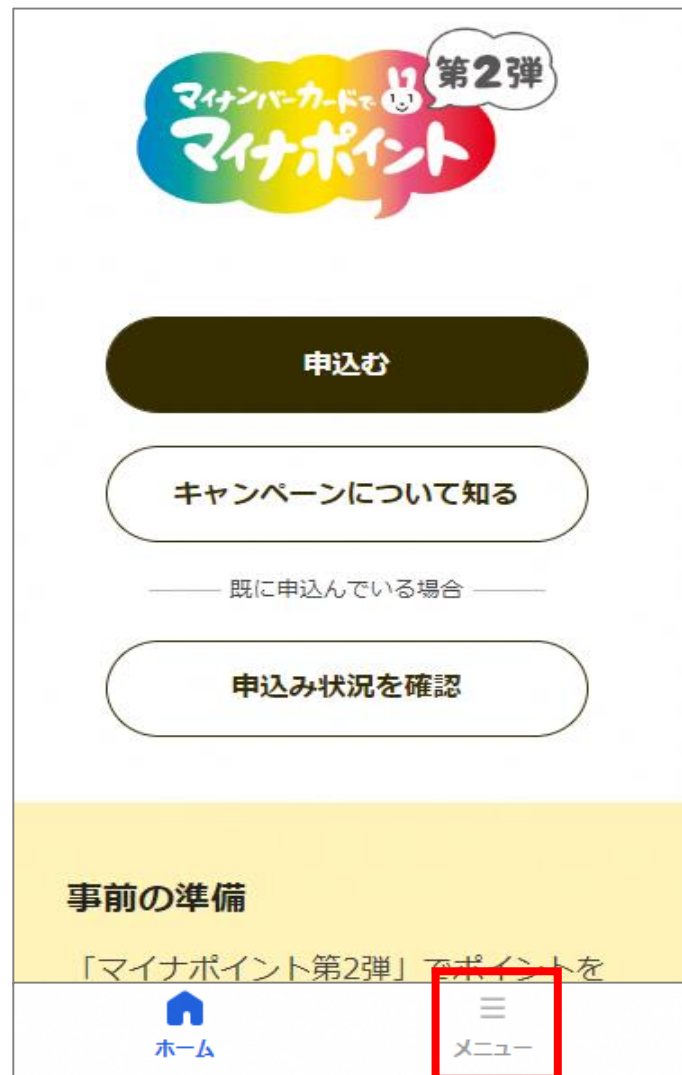 第2弾
マイナンバーカードで
マイナポイント
申込む
キャンペーンについて知る
既に申込んでいる場合
申込み状況を確認
事前の準備
「マイナポイント第2弾」でポイントを
ホーム
メニュー